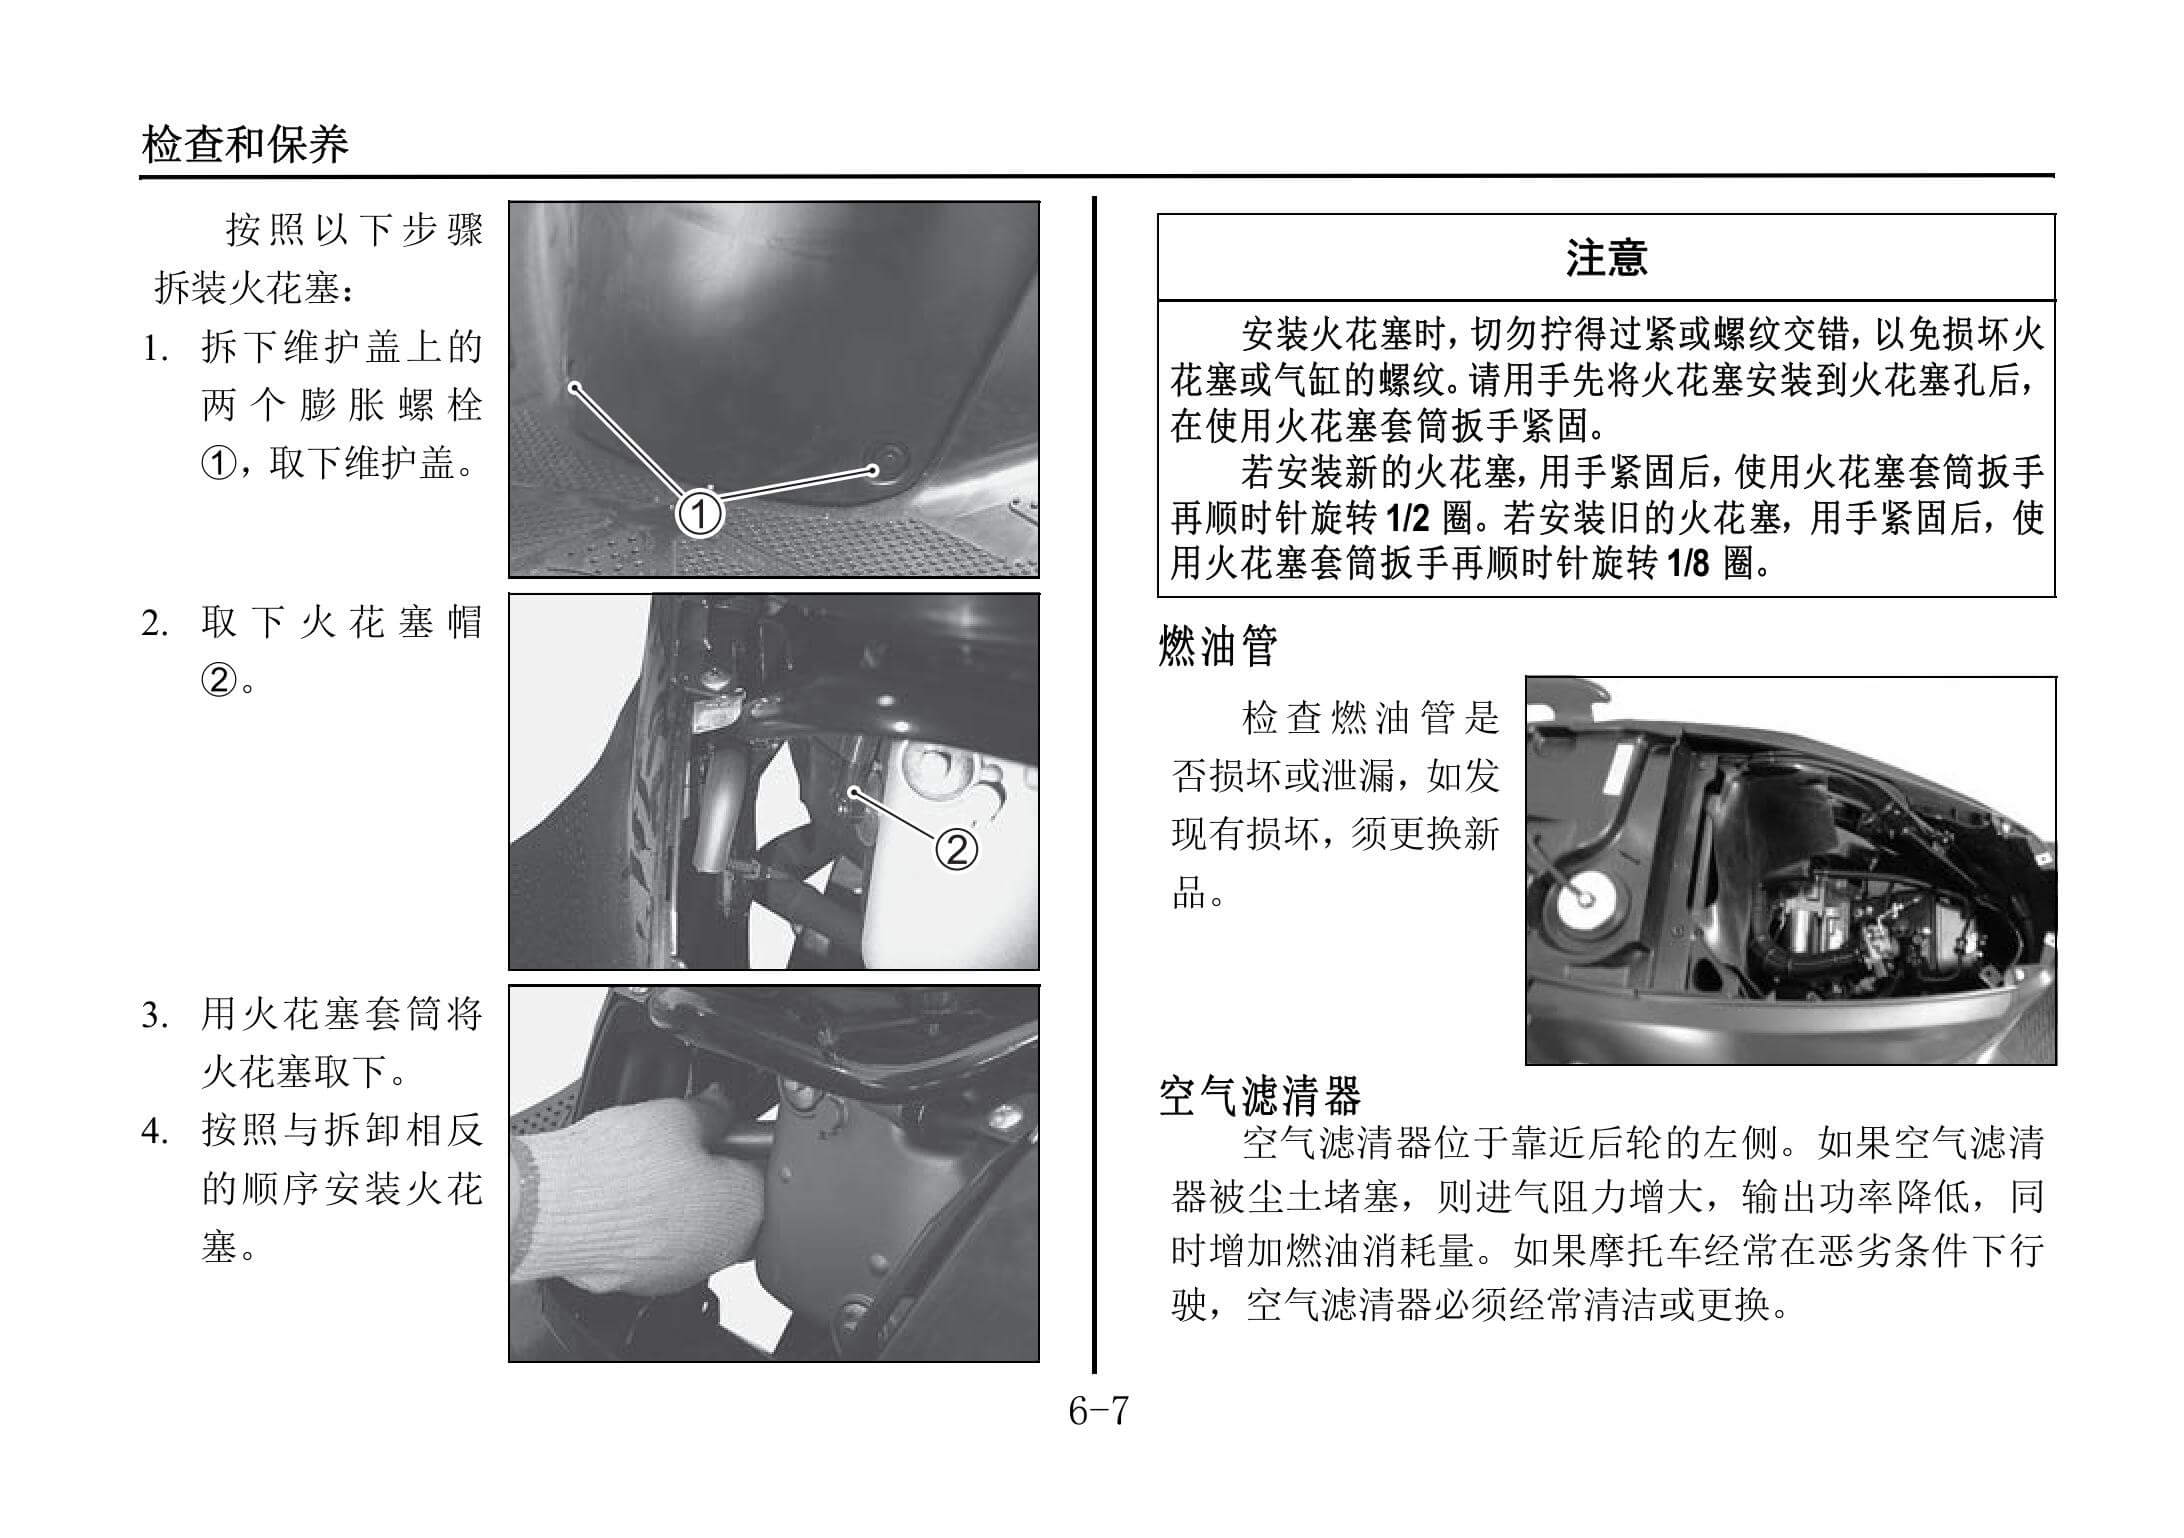 检查和保养
按照以下步骤
拆装火花塞：
1. 拆下维护盖上的
两个膨胀螺栓
①，取下维护盖。
①
2. 取下火花塞帽
②。
②
3. 用火花塞套筒将
火花塞取下。
4. 按照与拆卸相反
的顺序安装火花
塞。
注意
安装火花塞时，切勿拧得过紧或螺纹交错，以免损坏火
花塞或气缸的螺纹。请用手先将火花塞安装到火花塞孔后，
在使用火花塞套筒扳手紧固。
若安装新的火花塞，用手紧固后，使用火花塞套筒扳手
再顺时针旋转 1/2 圈。若安装旧的火花塞，用手紧固后，使
用火花塞套筒扳手再顺时针旋转 1/8 圈。
燃油管
检查燃油管是
否损坏或泄漏，如发
现有损坏，须更换新
品。
空气滤清器
空气滤清器位于靠近后轮的左侧。如果空气滤清
器被尘土堵塞，则进气阻力增大，输出功率降低，同
时增加燃油消耗量。如果摩托车经常在恶劣条件下行
驶，空气滤清器必须经常清洁或更换。
6-7